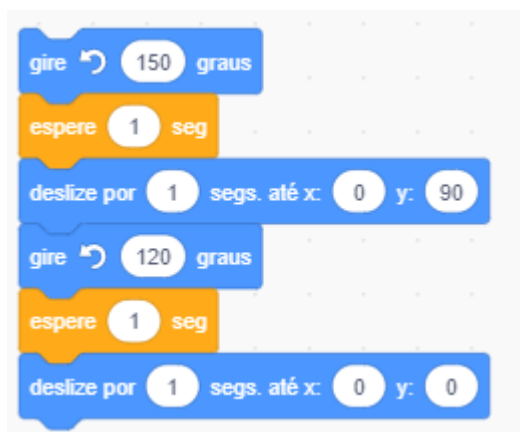 gire 150 graus
espere 1 seg
deslize por 1 segs. até x: 0 y: 90
gire 120 graus
espere 1 seg
deslize por 1 segs. até x: 0 y: 0